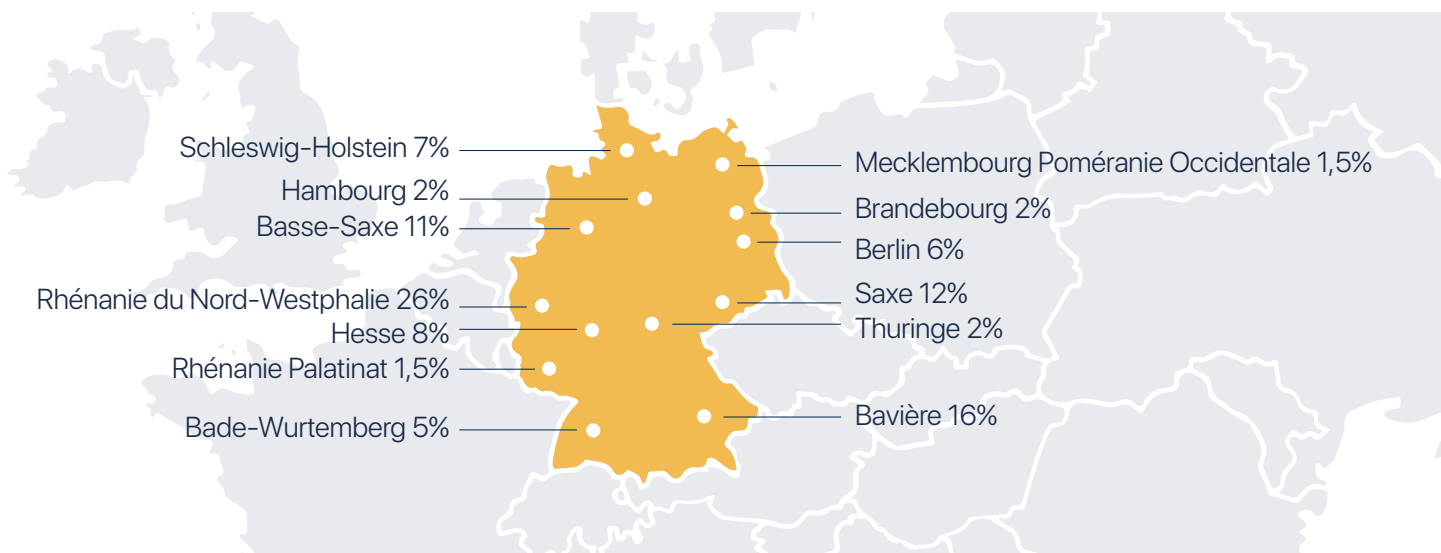 Schleswig-Holstein 7%
Hambourg 2%
Basse-Saxe 11%
Rhénanie du Nord-Westphalie 26%
Hesse 8%
Rhénanie Palatinat 1,5%
Bade-Wurtemberg 5%
Mecklembourg Poméranie Occidentale 1,5%
Brandebourg 2%
Berlin 6%
Saxe 12%
Thuringe 2%
Bavière 16%